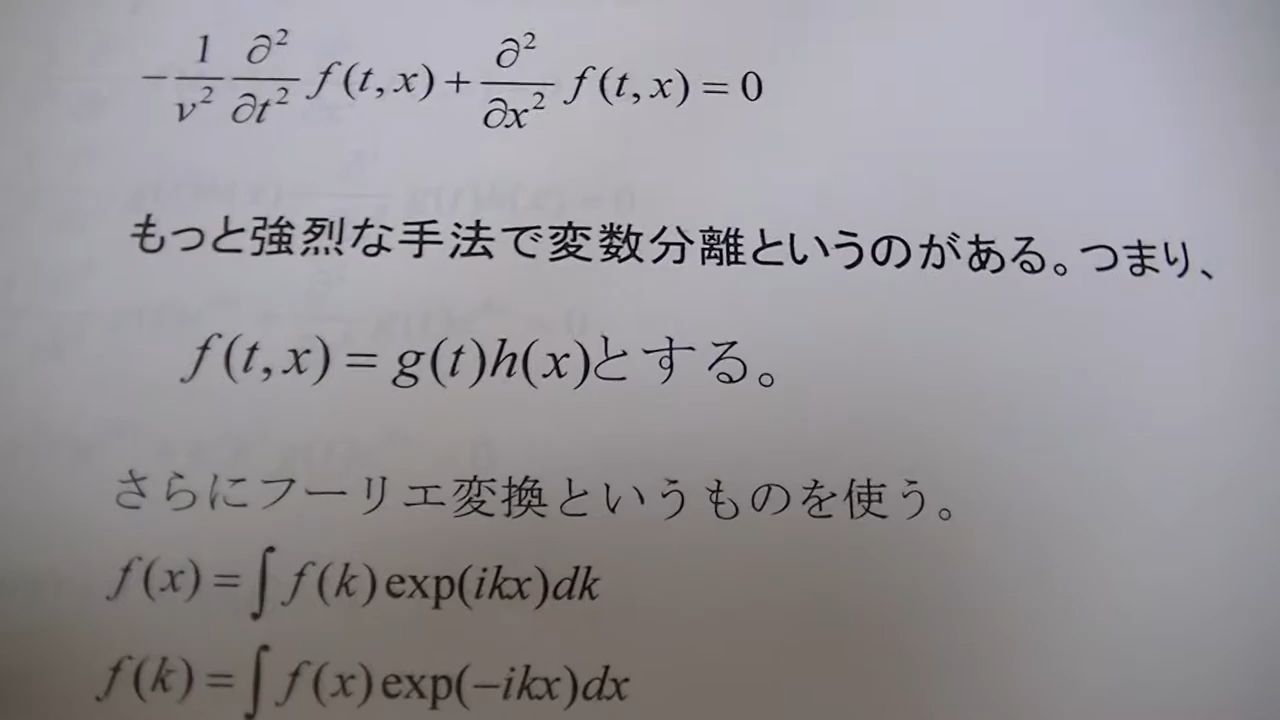 −1/v² ∂²/∂t² f(t,x) + ∂²/∂x² f(t,x) = 0
もっと強烈な手法で変数分離というのがある。つまり、
f(t,x) = g(t)h(x)とする。
さらにフーリエ変換というものを使う。
f(x) = ∫ f(k) exp(ikx)dk
f(k) = ∫ f(x) exp(−ikx)dx